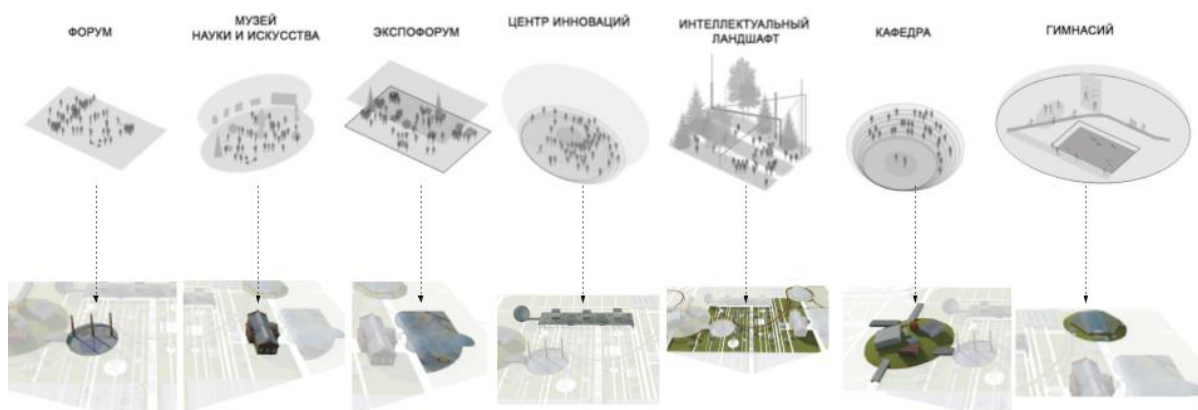 ФОРУМ
МУЗЕЙ
НАУКИ И ИСКУССТВА
ЭКСПОФОРУМ
ЦЕНТР ИННОВАЦИЙ
ИНТЕЛЛЕКТУАЛЬНЫЙ
ЛАНДШАФТ
КАФЕДРА
ГИМНАСИЙ